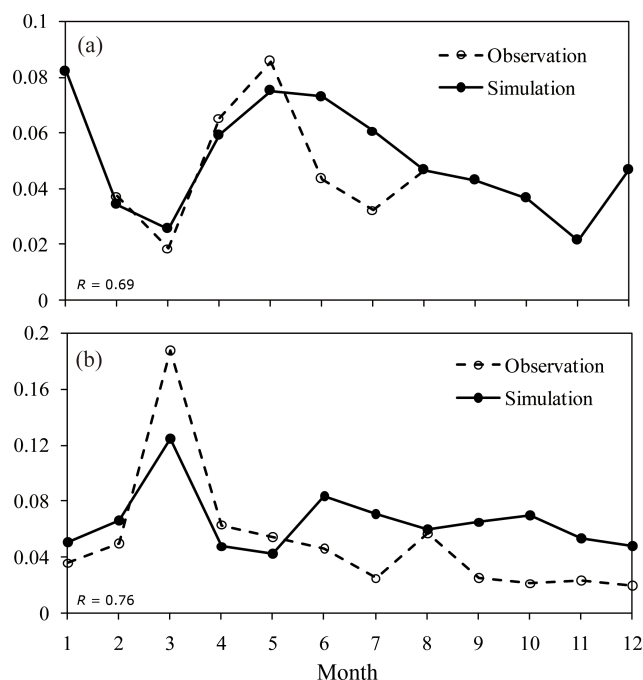 0.1
(a)
Observation
0.08
Simulation
0.06
0.04
0.02
R = 0.69
0
0.2
(b)
Observation
0.16
Simulation
0.12
0.08
0.04
R = 0.76
0
1 2 3 4 5 6 7 8 9 10 11 12
Month